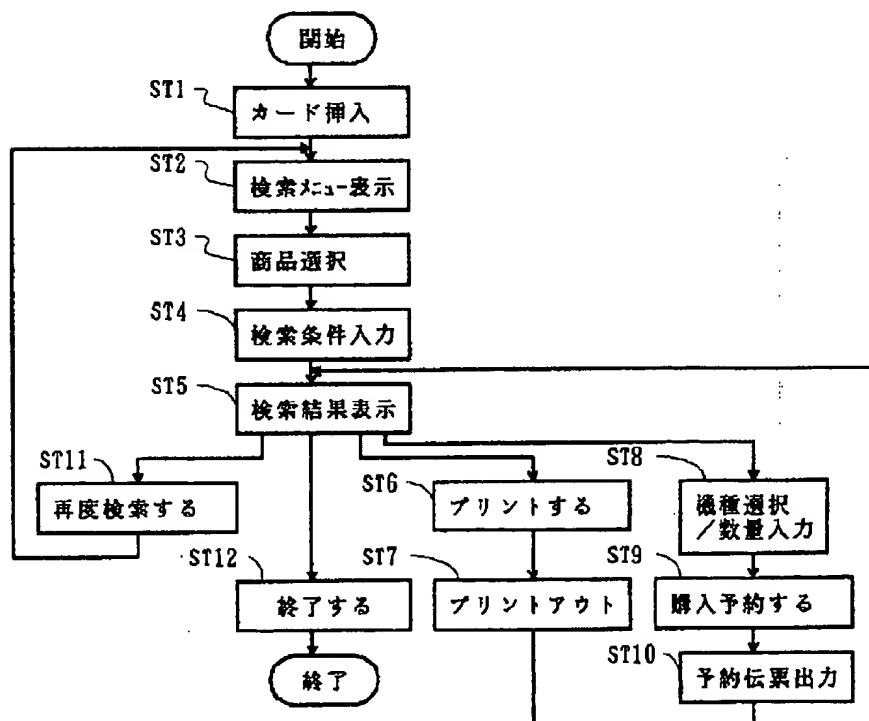 開始
ST1
カード挿入
ST2
検索メニュー表示
ST3
商品選択
ST4
検索条件入力
ST5
検索結果表示
ST11
再度検索する
ST6
プリントする
ST8
機種選択
／数量入力
ST12
終了する
ST7
プリントアウト
ST9
購入予約する
終了
ST10
予約伝票出力